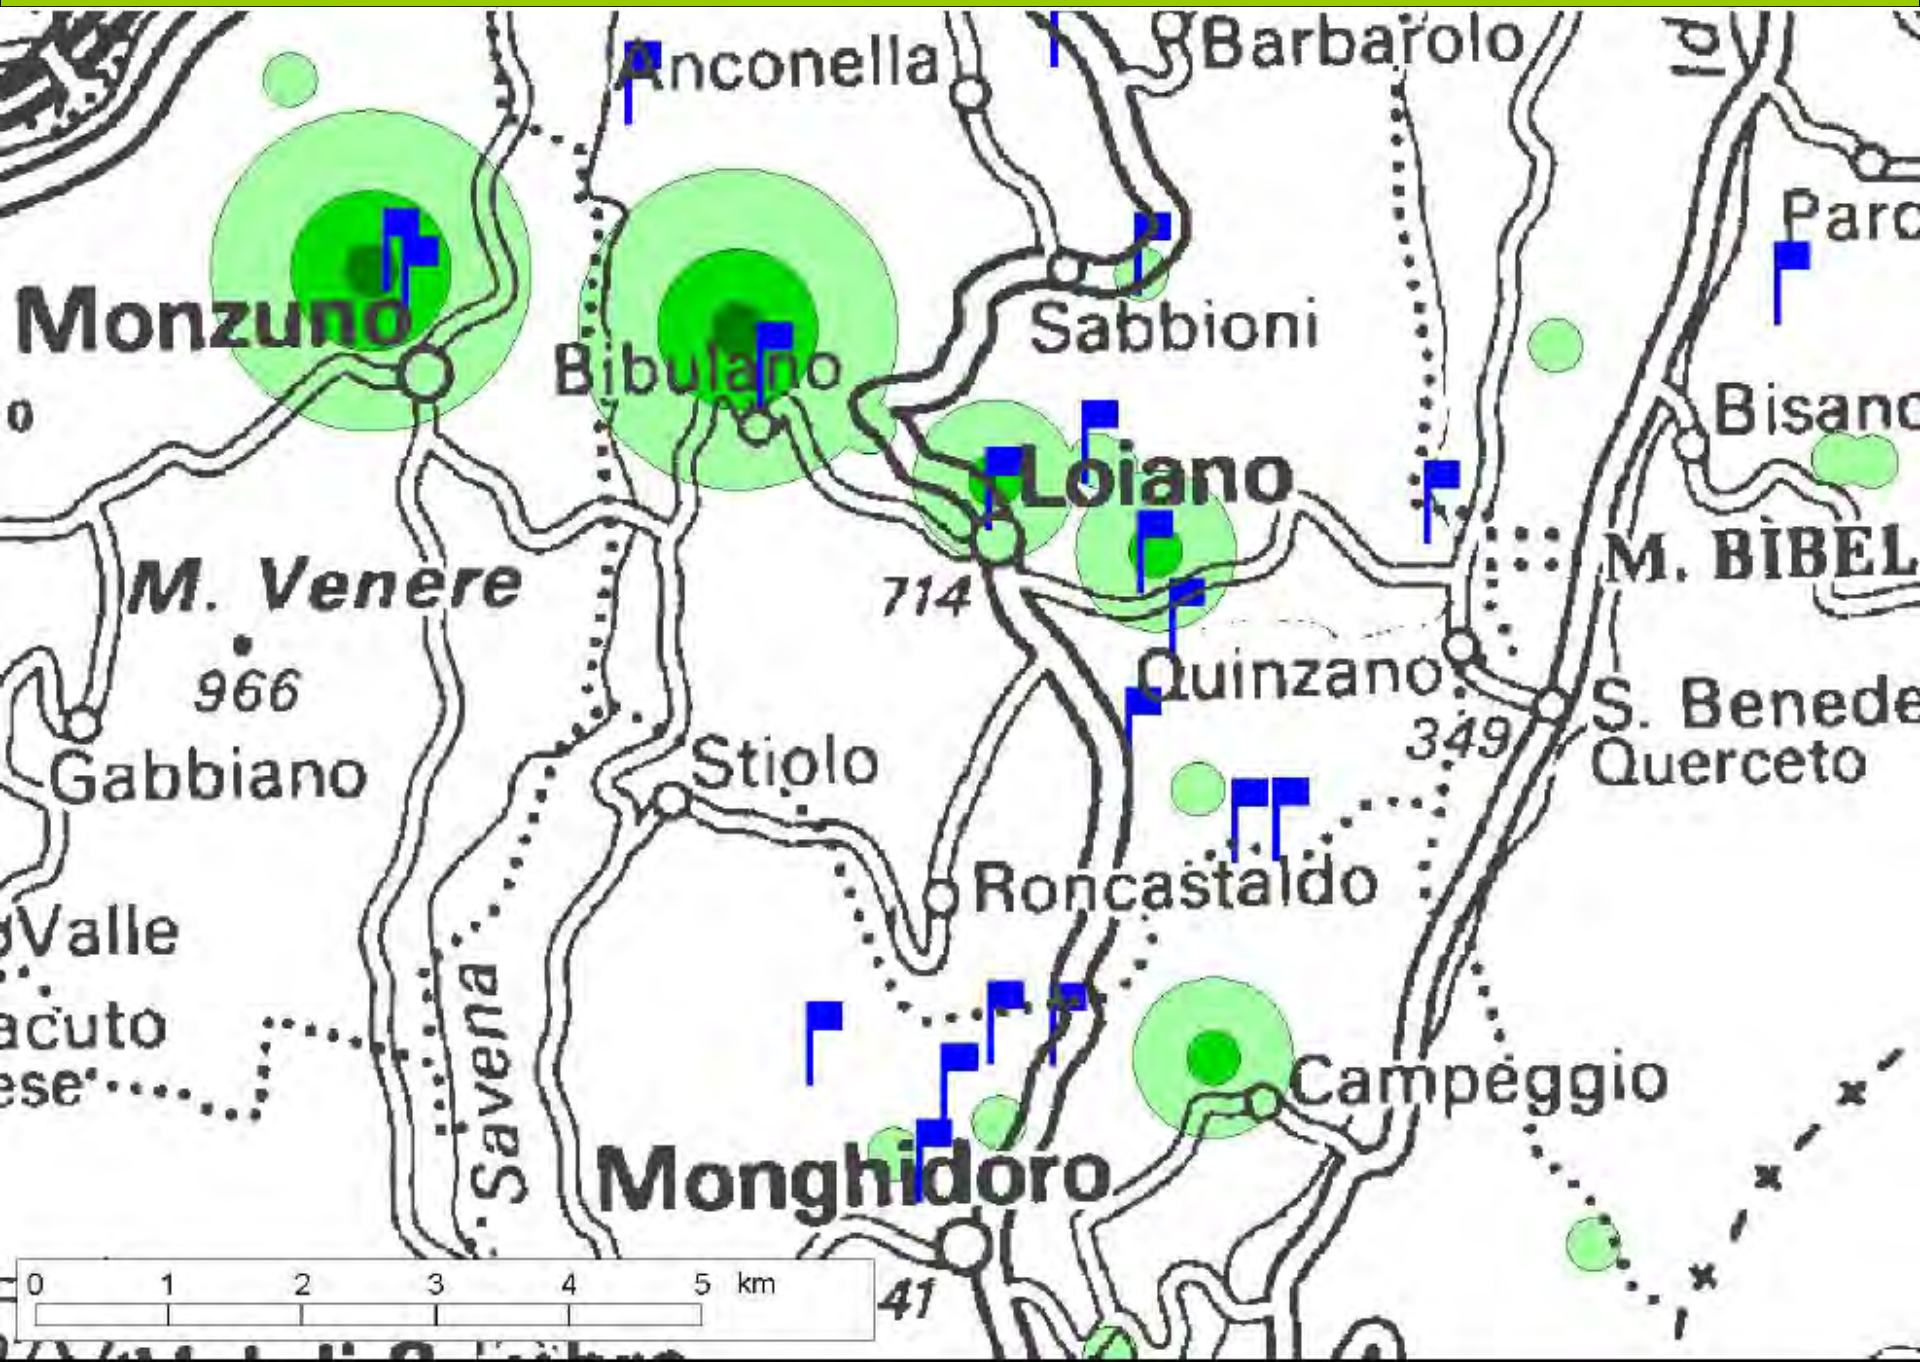 Anconella
Barbarolo
Parc
Monzuno
Sabbioni
Bibulano
Bisano
Loiano
M. BIBEL
M. Venere
714
Quinzano
966
S. Benede
349
Querceto
Stiolo
Gabbiano
Roncastaldo
Valle
acuto
ese
Savena
Campeggio
Monghidoro
0 1 2 3 4 5 km
41